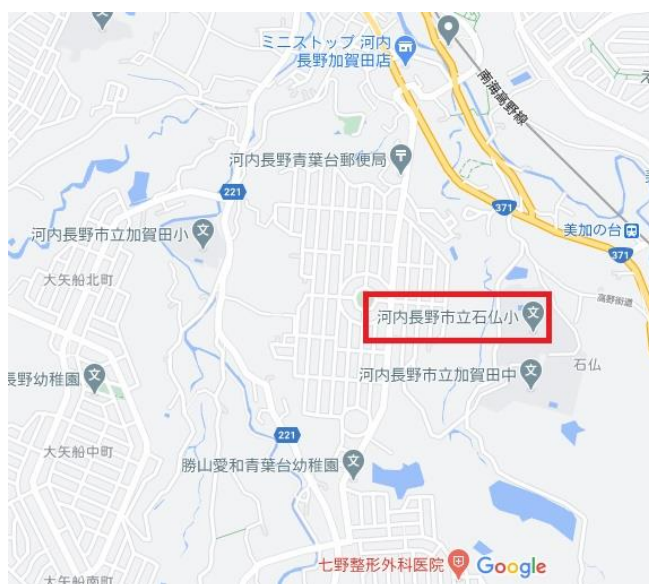 ミニストップ 河内
長野加賀田店
南海高野線
河内長野青葉台郵便局
221
371
河内長野市立加賀田小
美加の台
371
大矢船北町
高野街道
河内長野市立石仏小
石仏
長野幼稚園
河内長野市立加賀田中
221
大矢船中町
勝山愛和青葉台幼稚園
七野整形外科医院
Google
大矢船南町